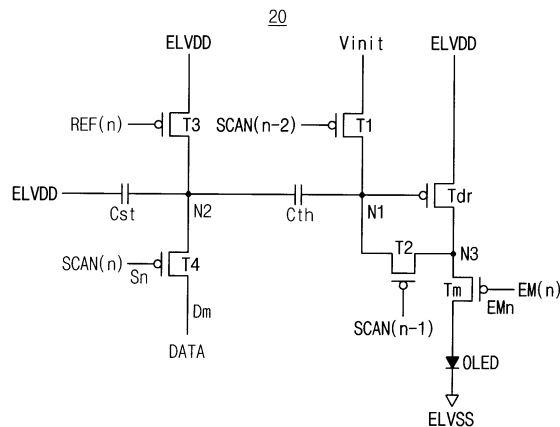 20
ELVDD Vinit ELVDD
REF(n) T3 SCAN(n-2) T1
ELVDD Cst N2 Cth N1 Tdr
T2 N3
SCAN(n) Sn T4 Tm EM(n)
EMn
Dm SCAN(n-1)
DATA OLED
ELVSS